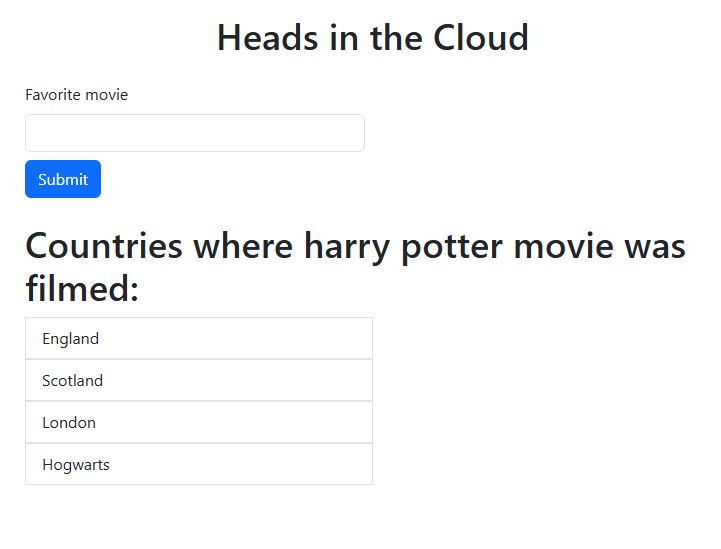 Heads in the Cloud
Favorite movie
Submit
Countries where harry potter movie was
filmed:
England
Scotland
London
Hogwarts